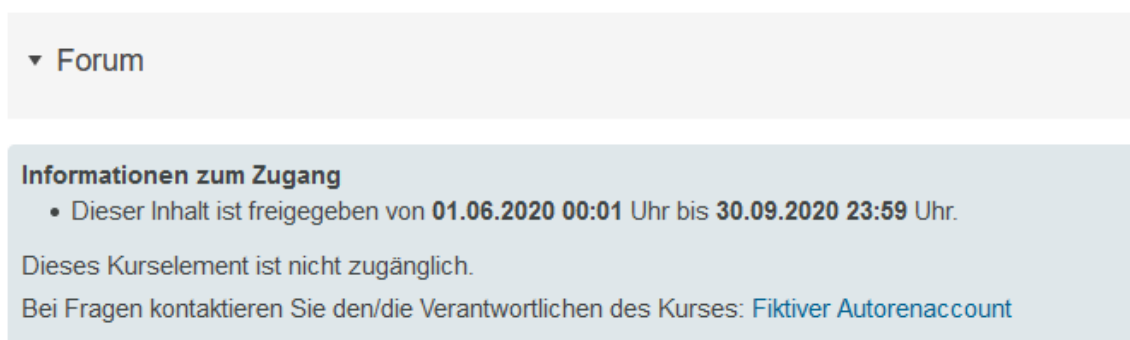 Forum
Informationen zum Zugang
• Dieser Inhalt ist freigegeben von 01.06.2020 00:01 Uhr bis 30.09.2020 23:59 Uhr.
Dieses Kurselement ist nicht zugänglich.
Bei Fragen kontaktieren Sie den/die Verantwortlichen des Kurses: Fiktiver Autorenaccount